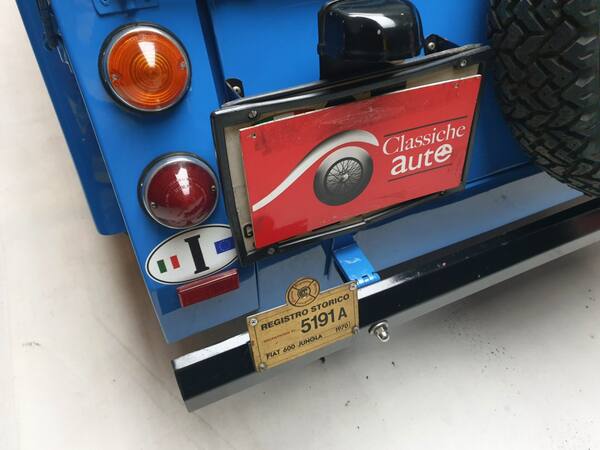 Classiche
auto
G
I
REGISTRO STORICO
5191A
1970
FIAT 600 JUNGLA